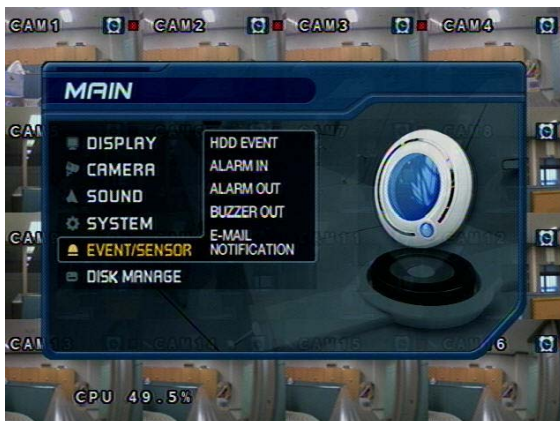 CAM1 CAM2 CAM3 CAM4
MAIN
DISPLAY
CAMERA
SOUND
SYSTEM
EVENT/SENSOR
DISK MANAGE
HDD EVENT
ALARM IN
ALARM OUT
BUZZER OUT
E-MAIL
NOTIFICATION
CPU 49.5%